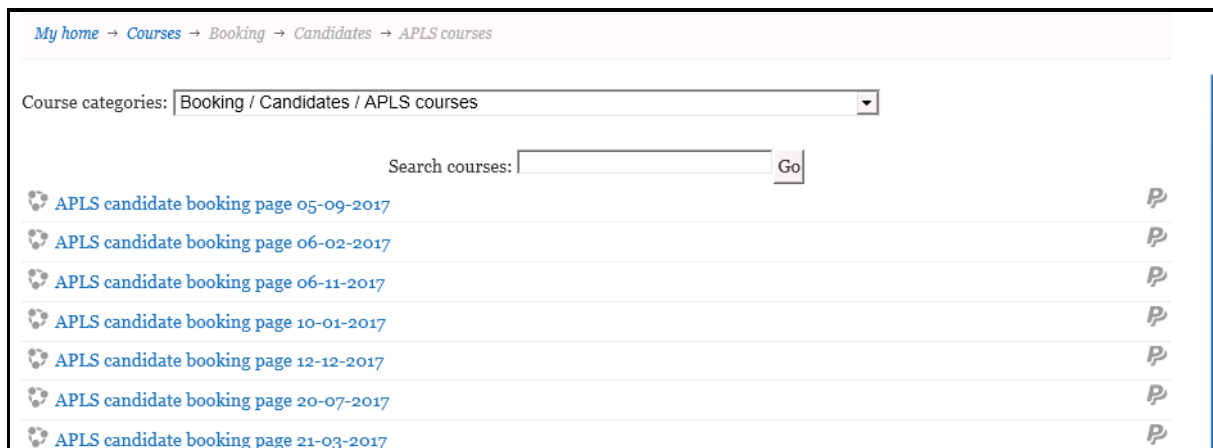 My home → Courses → Booking → Candidates → APLS courses
Course categories: Booking / Candidates / APLS courses
Search courses: Go
APLS candidate booking page 05-09-2017
APLS candidate booking page 06-02-2017
APLS candidate booking page 06-11-2017
APLS candidate booking page 10-01-2017
APLS candidate booking page 12-12-2017
APLS candidate booking page 20-07-2017
APLS candidate booking page 21-03-2017